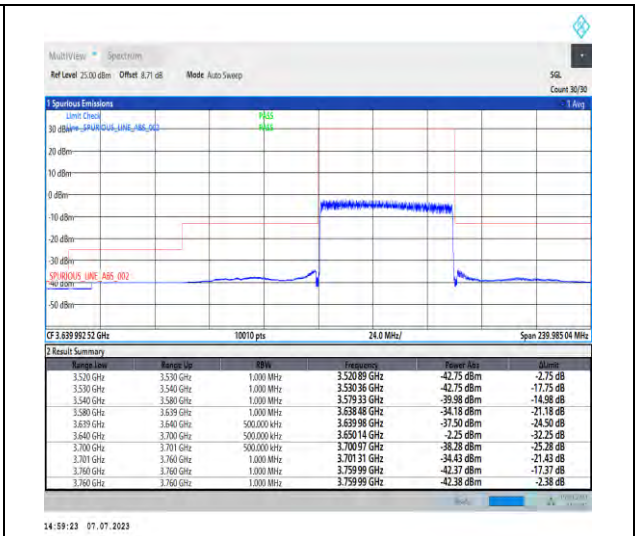 MultiView Spectrum
Ref Level 25.00 dBm Offset 8.71 dB Mode Auto Sweep SGL
Count 30/30
1 Spurious Emissions 1 Avg
Limit Check PASS
30 dBm Line _SPURIOUS_LINE_ABS_002 PASS
20 dBm
10 dBm
0 dBm
-10 dBm
-20 dBm
-30 dBm
SPURIOUS_LINE_ABS_002
-40 dBm
-50 dBm
CF 3.639 992 52 GHz 10010 pts 24.0 MHz/ Span 239.985 04 MHz
2 Result Summary
Range Low Range Up RBW Frequency Power Abs ΔLimit
3.520 GHz 3.530 GHz 1.000 MHz 3.520 89 GHz -42.75 dBm -2.75 dB
3.530 GHz 3.540 GHz 1.000 MHz 3.530 36 GHz -42.75 dBm -17.75 dB
3.540 GHz 3.580 GHz 1.000 MHz 3.579 33 GHz -39.98 dBm -14.98 dB
3.580 GHz 3.639 GHz 1.000 MHz 3.638 48 GHz -34.18 dBm -21.18 dB
3.639 GHz 3.640 GHz 500.000 kHz 3.639 98 GHz -37.50 dBm -24.50 dB
3.640 GHz 3.700 GHz 500.000 kHz 3.650 14 GHz -2.25 dBm -32.25 dB
3.700 GHz 3.701 GHz 500.000 kHz 3.700 97 GHz -38.28 dBm -25.28 dB
3.701 GHz 3.760 GHz 1.000 MHz 3.701 31 GHz -34.43 dBm -21.43 dB
3.760 GHz 3.760 GHz 1.000 MHz 3.759 99 GHz -42.37 dBm -17.37 dB
3.760 GHz 3.760 GHz 1.000 MHz 3.759 99 GHz -42.38 dBm -2.38 dB
14:59:23 07.07.2023